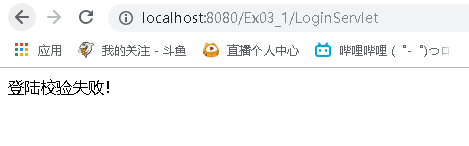 localhost:8080/Ex03_1/LoginServlet
应用 我的关注 - 斗鱼 直播个人中心 哔哩哔哩 ( ゜- ゜)つロ
登陆校验失败!